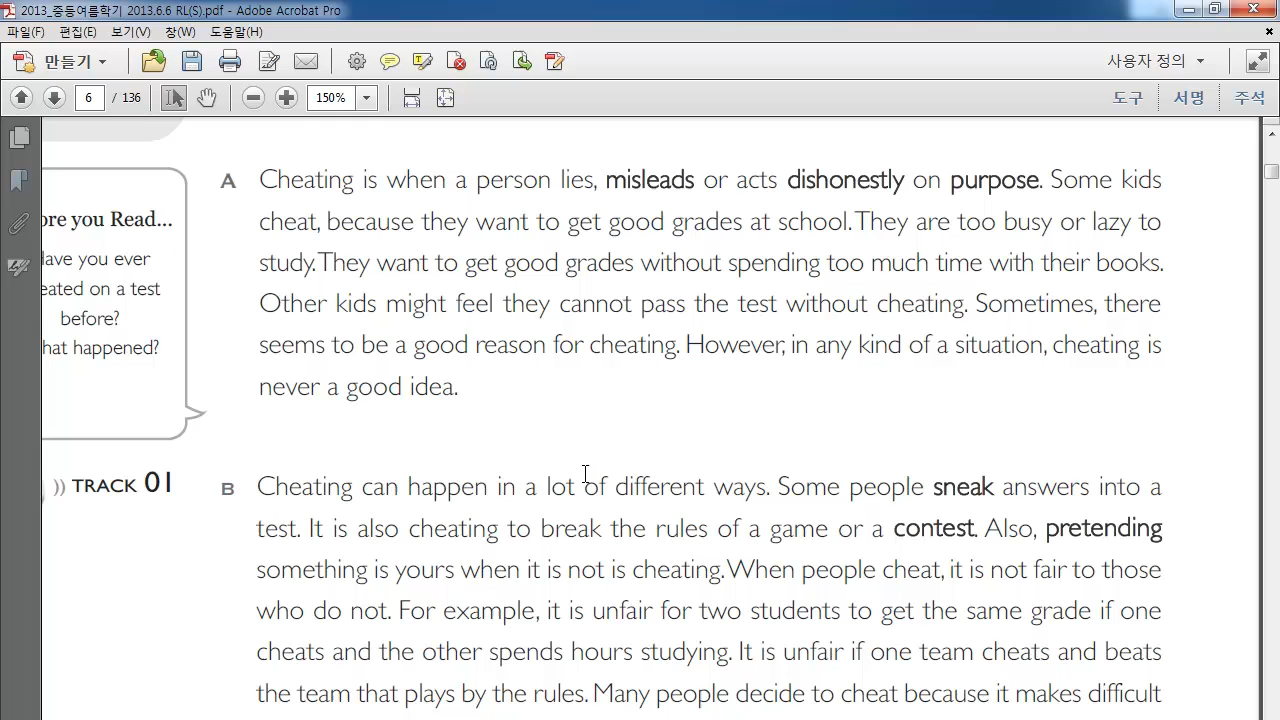 2013_중등여름학기 2013.6.6 RL(S).pdf - Adobe Acrobat Pro
파일(F) 편집(E) 보기(V) 창(W) 도움말(H)
만들기 사용자 정의
6 / 136 150% 도구 서명 주석
A Cheating is when a person lies, misleads or acts dishonestly on purpose. Some kids
cheat, because they want to get good grades at school. They are too busy or lazy to
study. They want to get good grades without spending too much time with their books.
Other kids might feel they cannot pass the test without cheating. Sometimes, there
seems to be a good reason for cheating. However, in any kind of a situation, cheating is
never a good idea.
ore you Read...
ave you ever
eated on a test
before?
hat happened?
)) TRACK 01
B Cheating can happen in a lot of different ways. Some people sneak answers into a
test. It is also cheating to break the rules of a game or a contest. Also, pretending
something is yours when it is not is cheating. When people cheat, it is not fair to those
who do not. For example, it is unfair for two students to get the same grade if one
cheats and the other spends hours studying. It is unfair if one team cheats and beats
the team that plays by the rules. Many people decide to cheat because it makes difficult